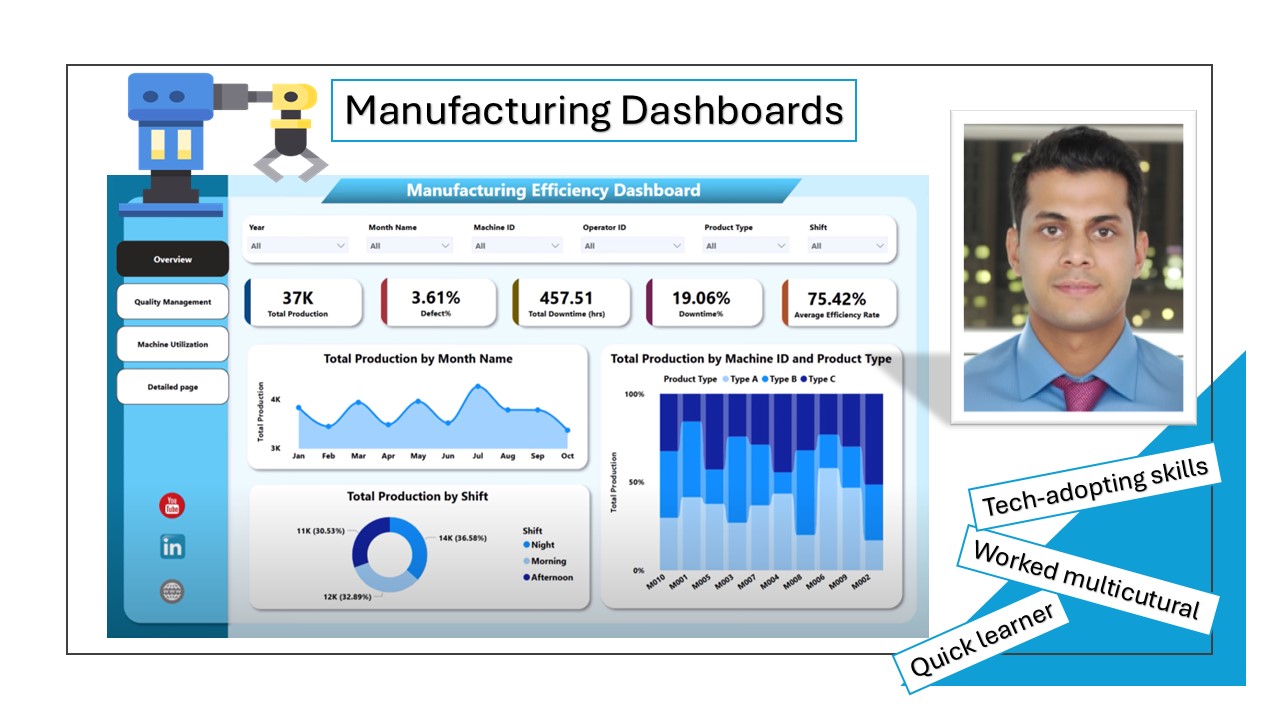 Manufacturing Dashboards
Manufacturing Efficiency Dashboard
Year
Month Name
Machine ID
Operator ID
Product Type
Shift
All
All
All
All
All
All
Overview
Quality Management
Machine Utilization
Detailed page
37K
Total Production
3.61%
Defect%
457.51
Total Downtime (hrs)
19.06%
Downtime%
75.42%
Average Efficiency Rate
Total Production by Month Name
Total Production
4K
3K
Jan Feb Mar Apr May Jun Jul Aug Sep Oct
Total Production by Machine ID and Product Type
Product Type Type A Type B Type C
Total Production
100%
50%
0%
M010 M001 M005 M003 M007 M004 M008 M006 M009 M002
Total Production by Shift
11K (30.53%)
14K (36.58%)
12K (32.89%)
Shift
Night
Morning
Afternoon
You
Tube
in
Tech-adopting skills
Worked multicutural
Quick learner